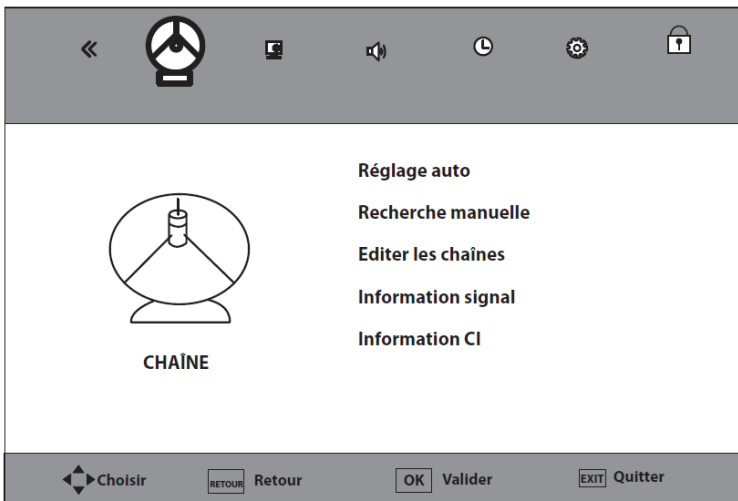 Réglage auto
Recherche manuelle
Editer les chaînes
Information signal
Information CI
CHAÎNE
Choisir RETOUR Retour OK Valider EXIT Quitter